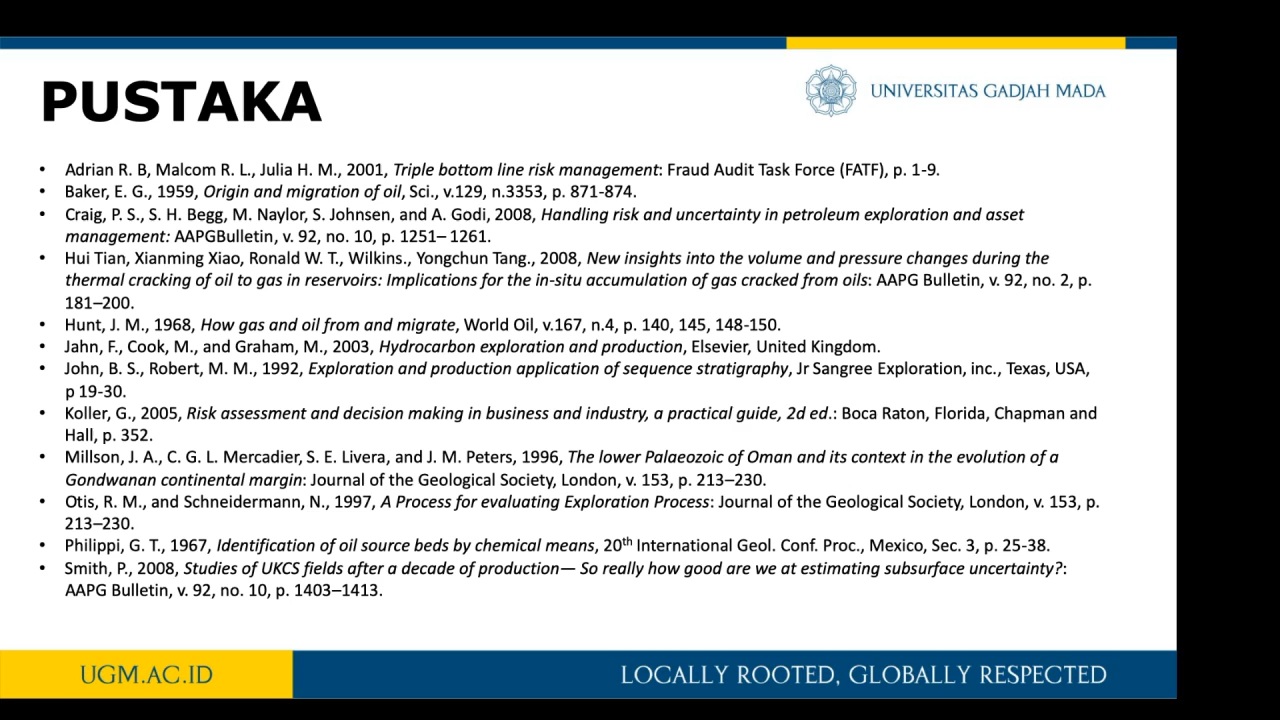 PUSTAKA
UNIVERSITAS GADJAH MADA
• Adrian R. B, Malcom R. L., Julia H. M., 2001, Triple bottom line risk management: Fraud Audit Task Force (FATF), p. 1-9.
• Baker, E. G., 1959, Origin and migration of oil, Sci., v.129, n.3353, p. 871-874.
• Craig, P. S., S. H. Begg, M. Naylor, S. Johnsen, and A. Godi, 2008, Handling risk and uncertainty in petroleum exploration and asset
management: AAPGBulletin, v. 92, no. 10, p. 1251– 1261.
• Hui Tian, Xianming Xiao, Ronald W. T., Wilkins., Yongchun Tang., 2008, New insights into the volume and pressure changes during the
thermal cracking of oil to gas in reservoirs: Implications for the in-situ accumulation of gas cracked from oils: AAPG Bulletin, v. 92, no. 2, p.
181–200.
• Hunt, J. M., 1968, How gas and oil from and migrate, World Oil, v.167, n.4, p. 140, 145, 148-150.
• Jahn, F., Cook, M., and Graham, M., 2003, Hydrocarbon exploration and production, Elsevier, United Kingdom.
• John, B. S., Robert, M. M., 1992, Exploration and production application of sequence stratigraphy, Jr Sangree Exploration, inc., Texas, USA,
p 19-30.
• Koller, G., 2005, Risk assessment and decision making in business and industry, a practical guide, 2d ed.: Boca Raton, Florida, Chapman and
Hall, p. 352.
• Millson, J. A., C. G. L. Mercadier, S. E. Livera, and J. M. Peters, 1996, The lower Palaeozoic of Oman and its context in the evolution of a
Gondwanan continental margin: Journal of the Geological Society, London, v. 153, p. 213–230.
• Otis, R. M., and Schneidermann, N., 1997, A Process for evaluating Exploration Process: Journal of the Geological Society, London, v. 153, p.
213–230.
• Philippi, G. T., 1967, Identification of oil source beds by chemical means, 20th International Geol. Conf. Proc., Mexico, Sec. 3, p. 25-38.
• Smith, P., 2008, Studies of UKCS fields after a decade of production— So really how good are we at estimating subsurface uncertainty?:
AAPG Bulletin, v. 92, no. 10, p. 1403–1413.
UGM.AC.ID
LOCALLY ROOTED, GLOBALLY RESPECTED